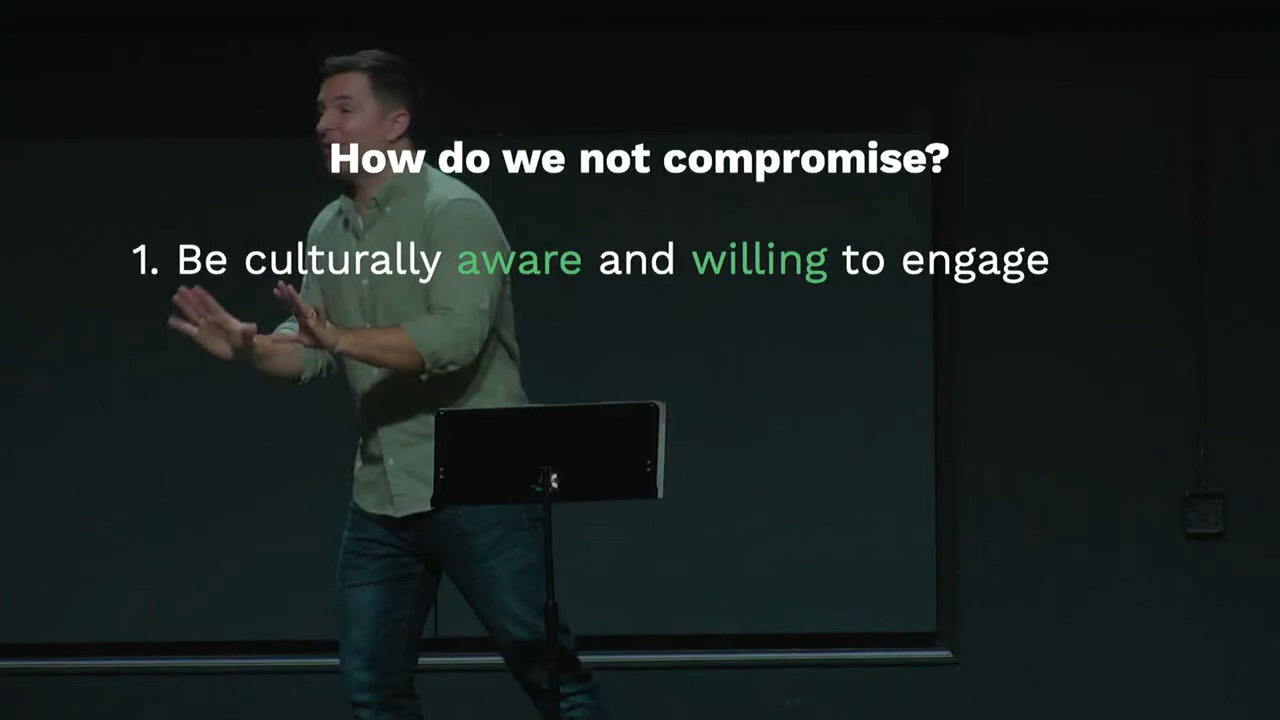 How do we not compromise?
1. Be culturally aware and willing to engage